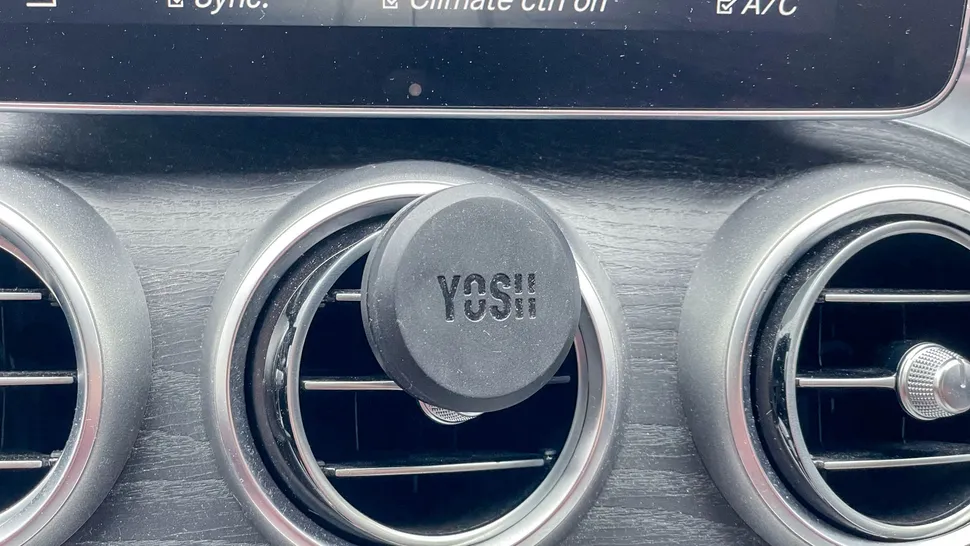 Sync. Climate ctrl on A/C
YOSH